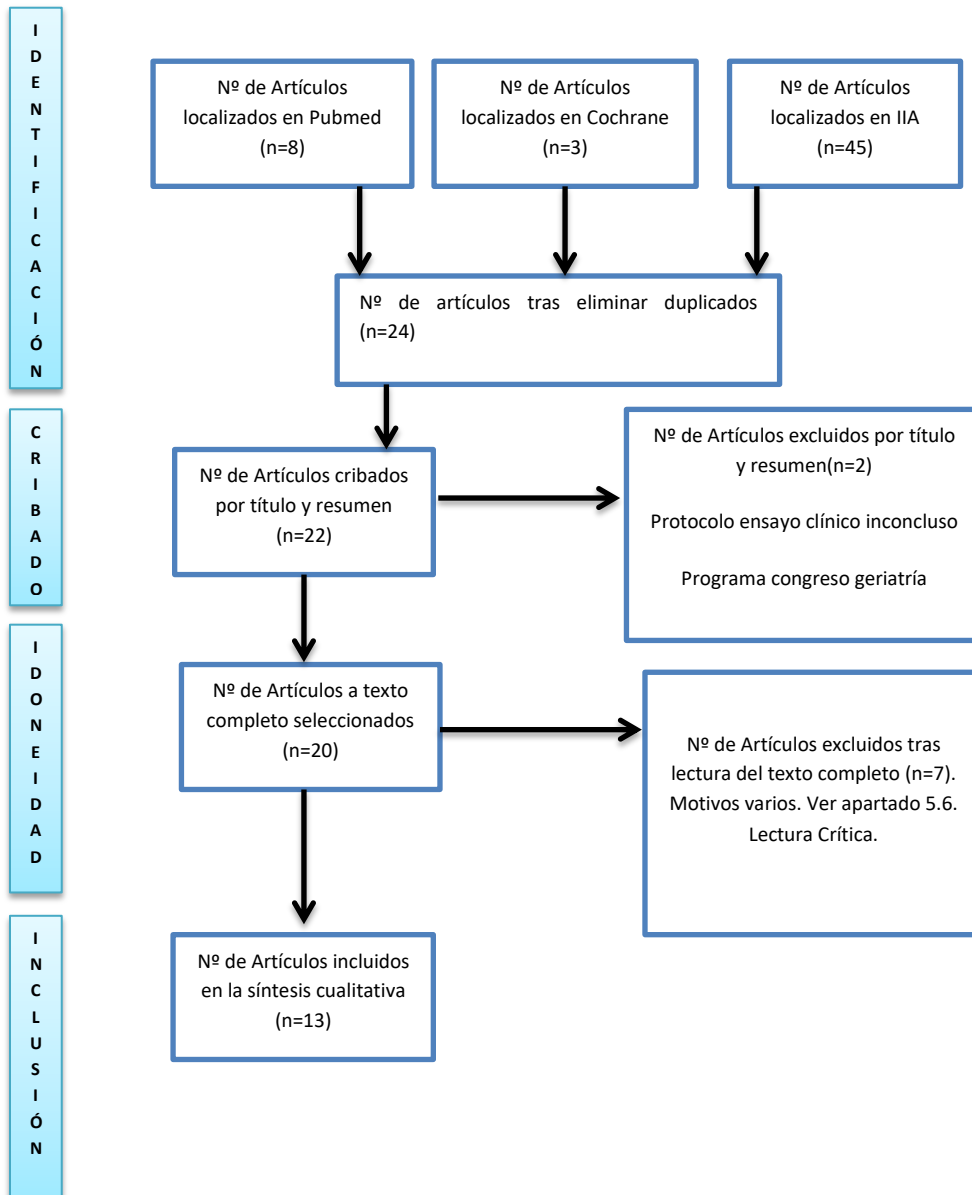 IDENTIFICACIÓN
Nº de Artículos
localizados en Pubmed
(n=8)
Nº de Artículos
localizados en Cochrane
(n=3)
Nº de Artículos
localizados en IIA
(n=45)
Nº de artículos tras eliminar duplicados
(n=24)
CRIBADO
Nº de Artículos cribados
por título y resumen
(n=22)
Nº de Artículos excluidos por título
y resumen(n=2)
Protocolo ensayo clínico inconcluso
Programa congreso geriatría
IDONEIDAD
Nº de Artículos a texto
completo seleccionados
(n=20)
Nº de Artículos excluidos tras
lectura del texto completo (n=7).
Motivos varios. Ver apartado 5.6.
Lectura Crítica.
INCLUSIÓN
Nº de Artículos incluidos
en la síntesis cualitativa
(n=13)